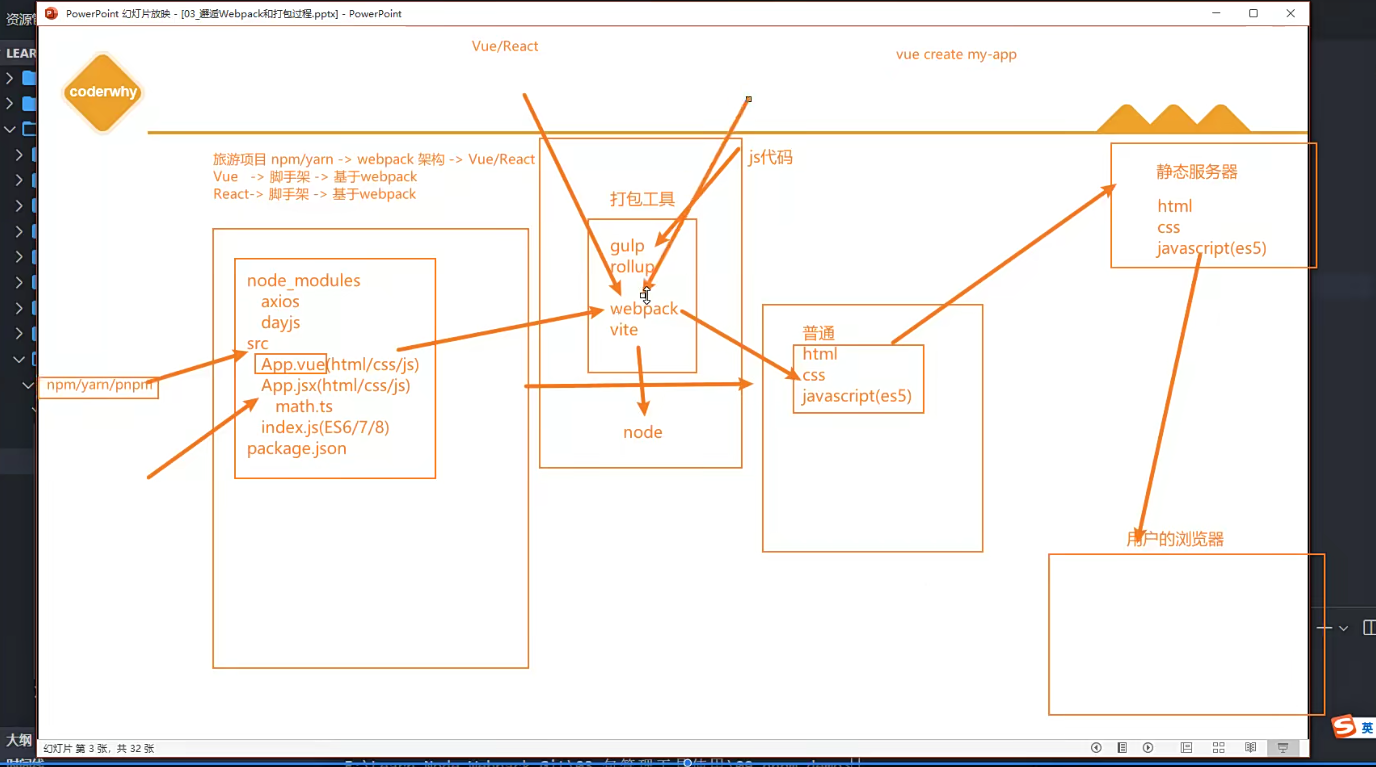 资源管
PowerPoint 幻灯片放映 - [03_邂逅Webpack和打包过程.pptx] - PowerPoint
LEAR
Vue/React
vue create my-app
coderwhy
旅游项目 npm/yarn -> webpack 架构 -> Vue/React
Vue -> 脚手架 -> 基于webpack
React-> 脚手架 -> 基于webpack
js代码
打包工具
gulp
rollup
webpack
vite
node
静态服务器
html
css
javascript(es5)
node_modules
axios
dayjs
src
App.vue(html/css/js)
App.jsx(html/css/js)
math.ts
index.js(ES6/7/8)
package.json
npm/yarn/pnpm
普通
html
css
javascript(es5)
用户的浏览器
英
大纲
幻灯片 第 3 张，共 32 张
时间线